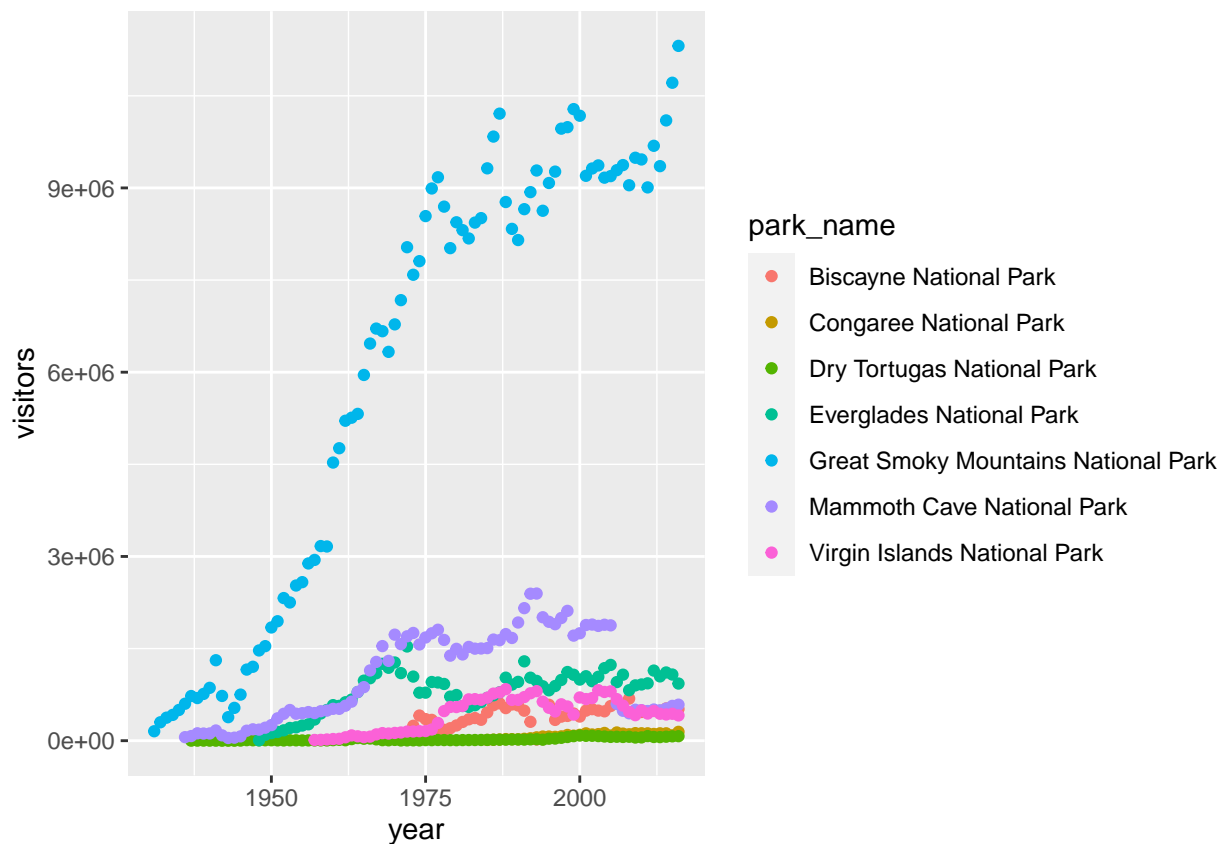 9e+06
6e+06
3e+06
0e+00
visitors
1950
1975
2000
year
park_name
Biscayne National Park
Congaree National Park
Dry Tortugas National Park
Everglades National Park
Great Smoky Mountains National Park
Mammoth Cave National Park
Virgin Islands National Park